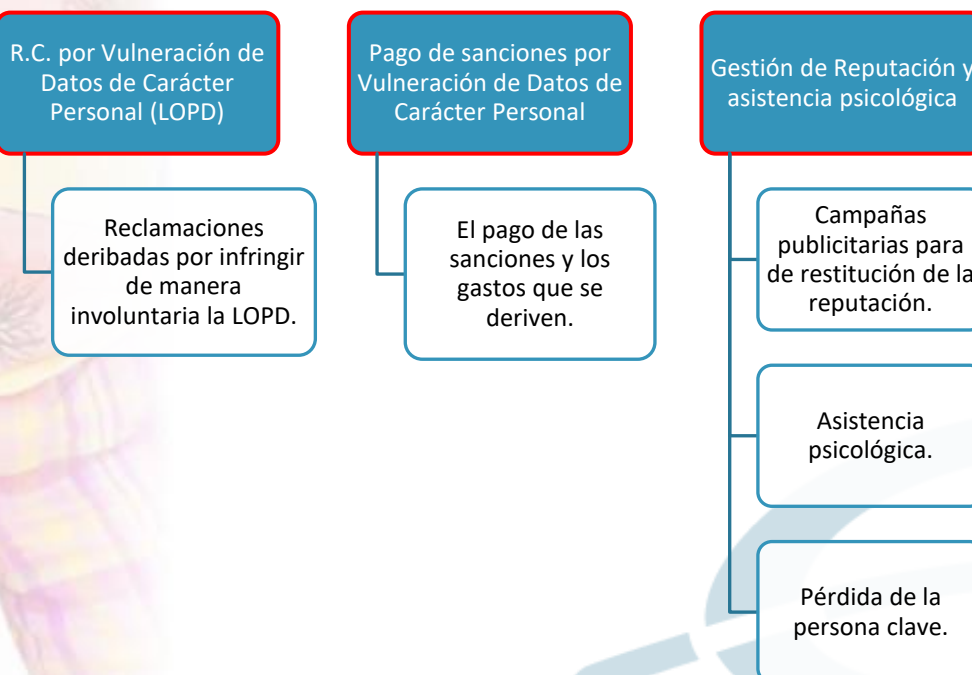 R.C. por Vulneración de
Datos de Carácter
Personal (LOPD)
Reclamaciones
deribadas por infringir
de manera
involuntaria la LOPD.
Pago de sanciones por
Vulneración de Datos de
Carácter Personal
El pago de las
sanciones y los
gastos que se
deriven.
Gestión de Reputación y
asistencia psicológica
Campañas
publicitarias para
de restitución de la
reputación.
Asistencia
psicológica.
Pérdida de la
persona clave.